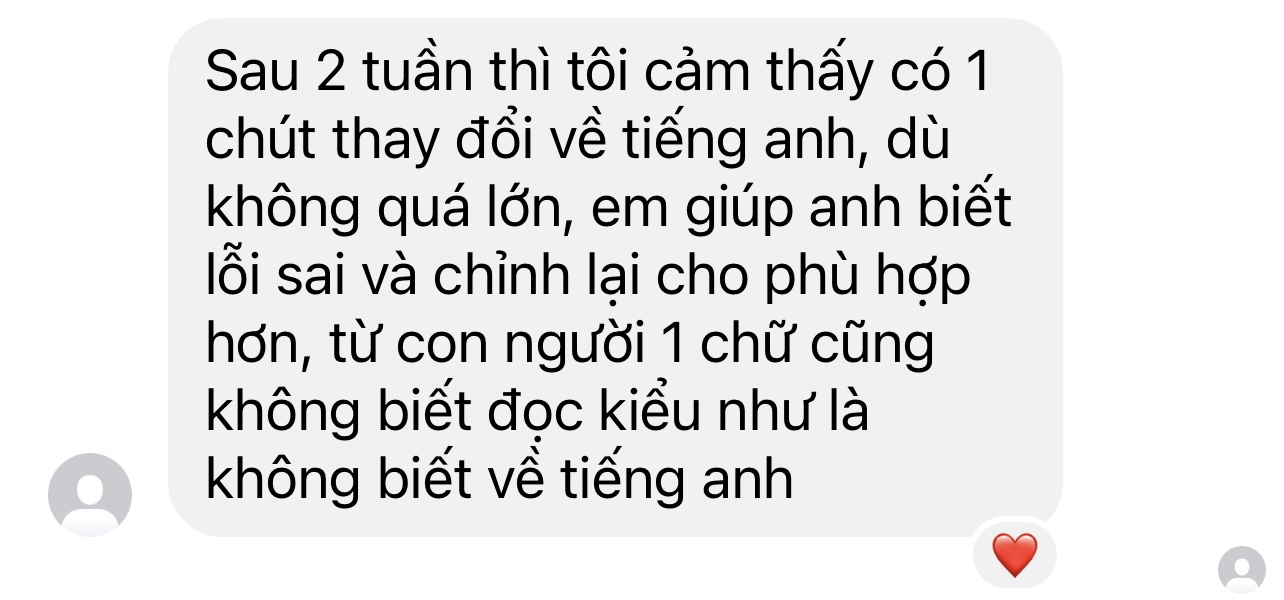 Sau 2 tuần thì tôi cảm thấy có 1
chút thay đổi về tiếng anh, dù
không quá lớn, em giúp anh biết
lỗi sai và chỉnh lại cho phù hợp
hơn, từ con người 1 chữ cũng
không biết đọc kiểu như là
không biết về tiếng anh